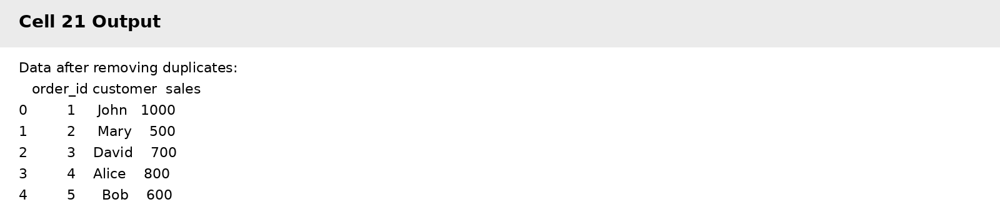 Cell 21 Output
Data after removing duplicates:
   order_id customer  sales
0         1     John   1000
1         2     Mary    500
2         3    David    700
3         4    Alice    800
4         5      Bob    600